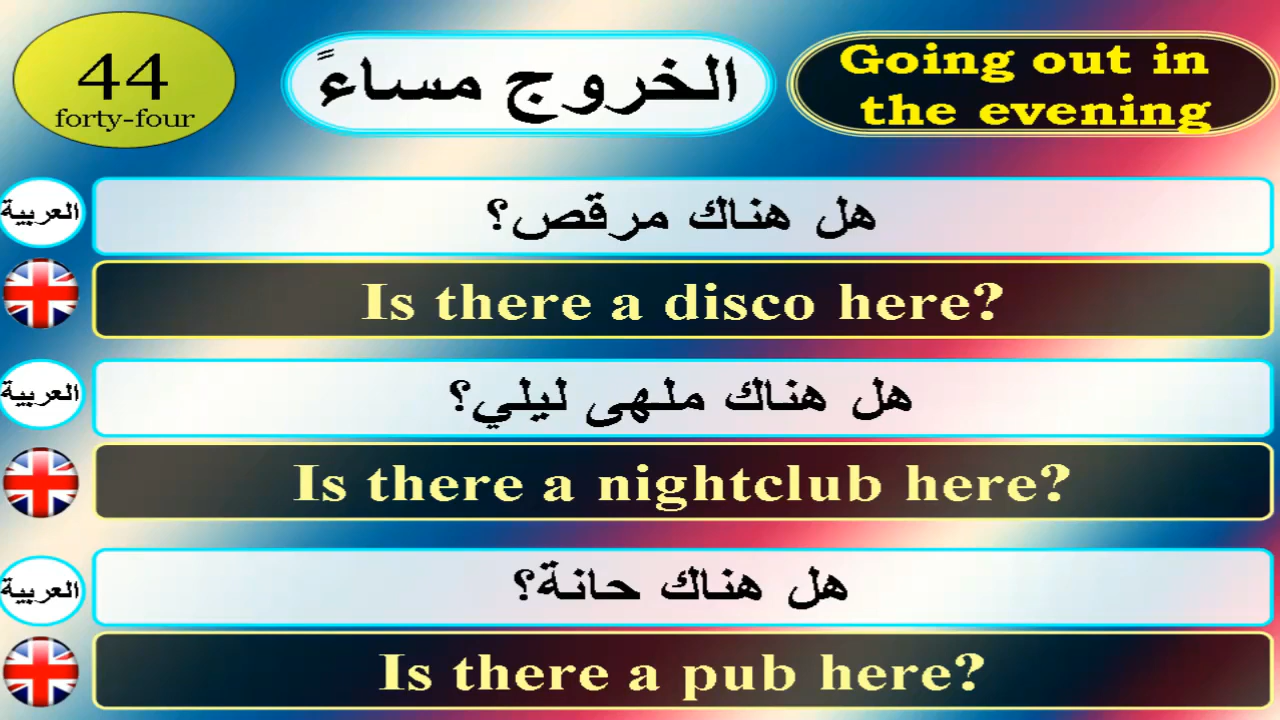 44
forty-four
الخروج مساءً
Going out in
the evening
العربية
هل هناك مرقص؟
Is there a disco here?
العربية
هل هناك ملهى ليلي؟
Is there a nightclub here?
العربية
هل هناك حانة؟
Is there a pub here?